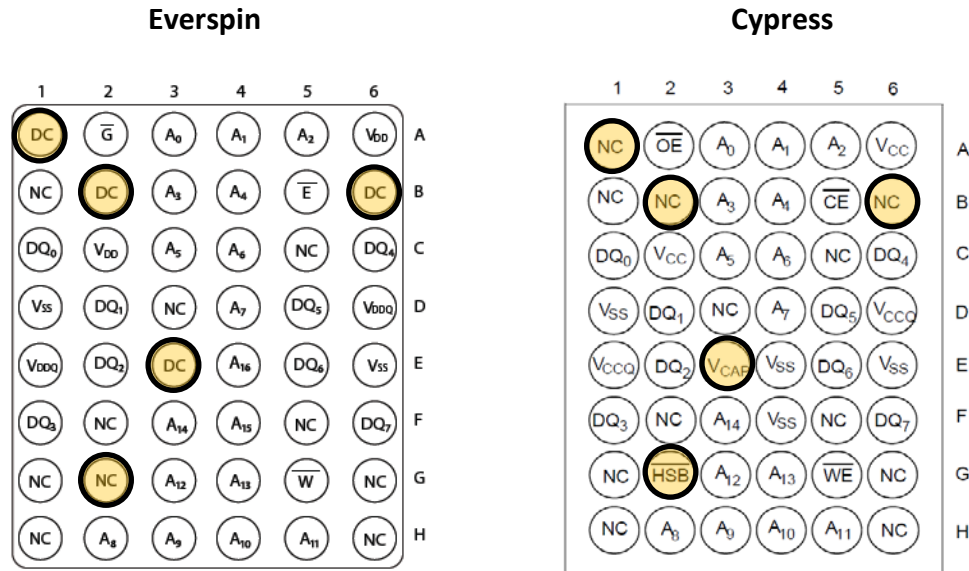 Everspin
1 2 3 4 5 6
DC G̅ A₀ A₁ A₂ VDD A
NC DC A₃ A₄ E̅ DC B
DQ₀ VDD A₅ A₆ NC DQ₄ C
VSS DQ₁ NC A₇ DQ₅ VDDQ D
VDDQ DQ₂ DC A₁₆ DQ₆ VSS E
DQ₃ NC A₁₄ A₁₅ NC DQ₇ F
NC NC A₁₂ A₁₃ W̅ NC G
NC A₈ A₉ A₁₀ A₁₁ NC H
Cypress
1 2 3 4 5 6
NC O̅E̅ A₀ A₁ A₂ VCC A
NC NC A₃ A₄ C̅E̅ NC B
DQ₀ VCC A₅ A₆ NC DQ₄ C
VSS DQ₁ NC A₇ DQ₅ VCCQ D
VCCQ DQ₂ VCAP VSS DQ₆ VSS E
DQ₃ NC A₁₄ VSS NC DQ₇ F
NC H̅S̅B̅ A₁₂ A₁₃ W̅E̅ NC G
NC A₈ A₉ A₁₀ A₁₁ NC H